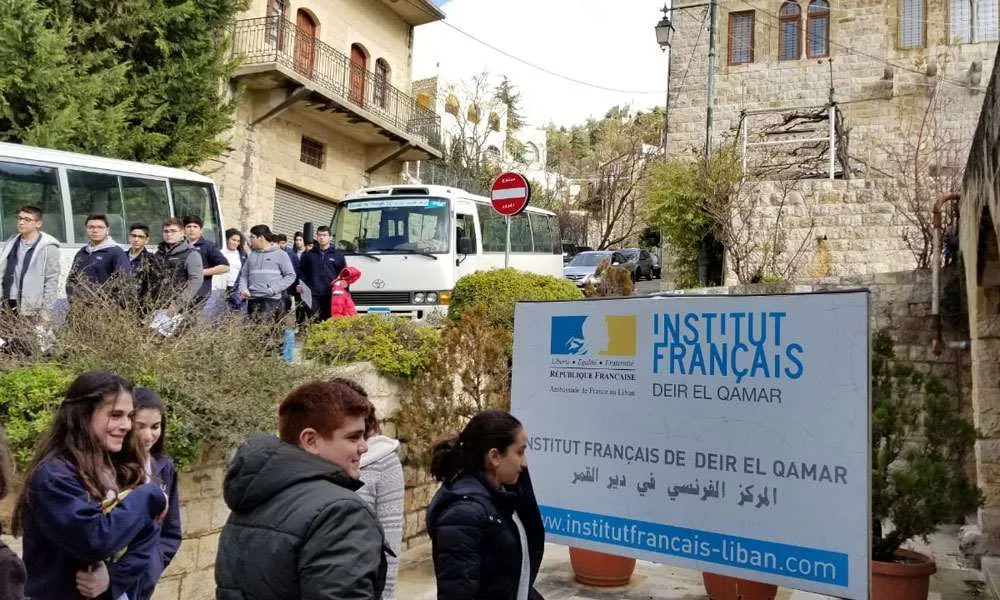 Liberté • Égalité • Fraternité
RÉPUBLIQUE FRANÇAISE
Ambassade de France au Liban
INSTITUT
FRANÇAIS
DEIR EL QAMAR
INSTITUT FRANÇAIS DE DEIR EL QAMAR
المركز الفرنسي في دير القمر
www.institutfrancais-liban.com
TOYOTA